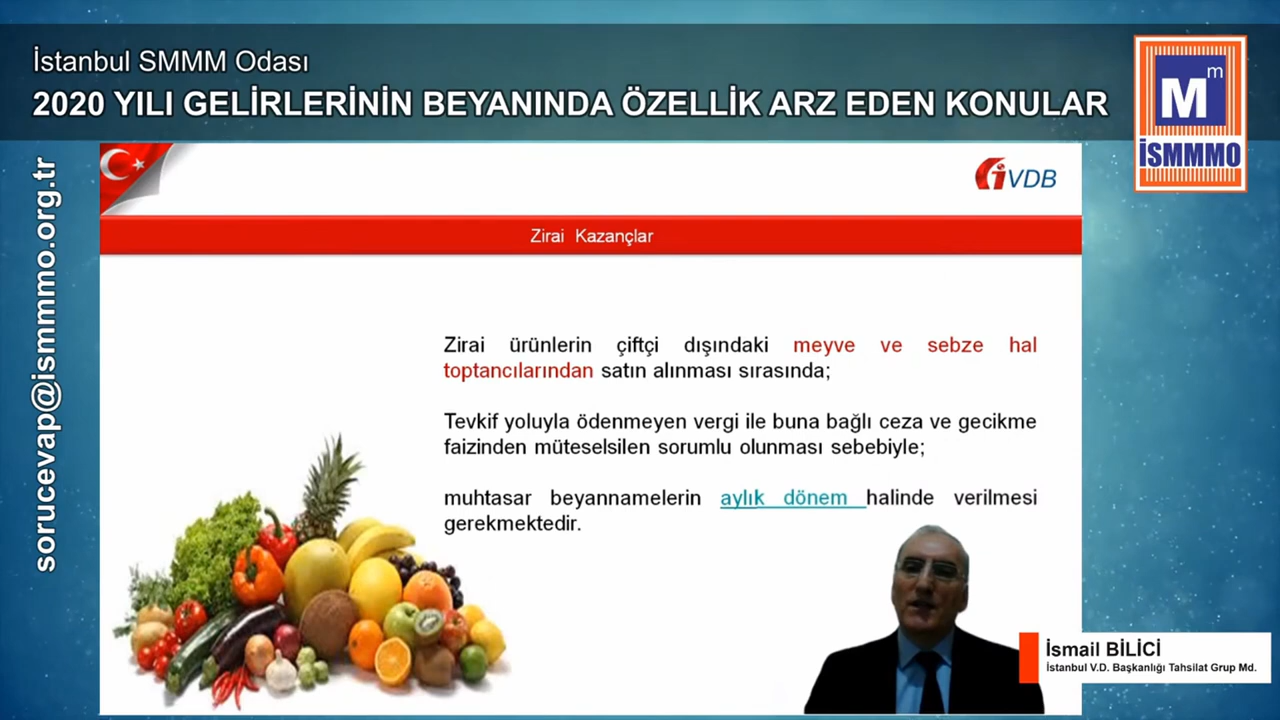 İstanbul SMMM Odası
2020 YILI GELİRLERİNİN BEYANINDA ÖZELLİK ARZ EDEN KONULAR
Mm
İSMMMO
sorucevap@ismmmo.org.tr
iVDB
Zirai Kazançlar
Zirai ürünlerin çiftçi dışındaki meyve ve sebze hal
toptancılarından satın alınması sırasında;
Tevkif yoluyla ödenmeyen vergi ile buna bağlı ceza ve gecikme
faizinden müteselsilen sorumlu olunması sebebiyle;
muhtasar beyannamelerin aylık dönem halinde verilmesi
gerekmektedir.
İsmail BİLİCİ
İstanbul V.D. Başkanlığı Tahsilat Grup Md.